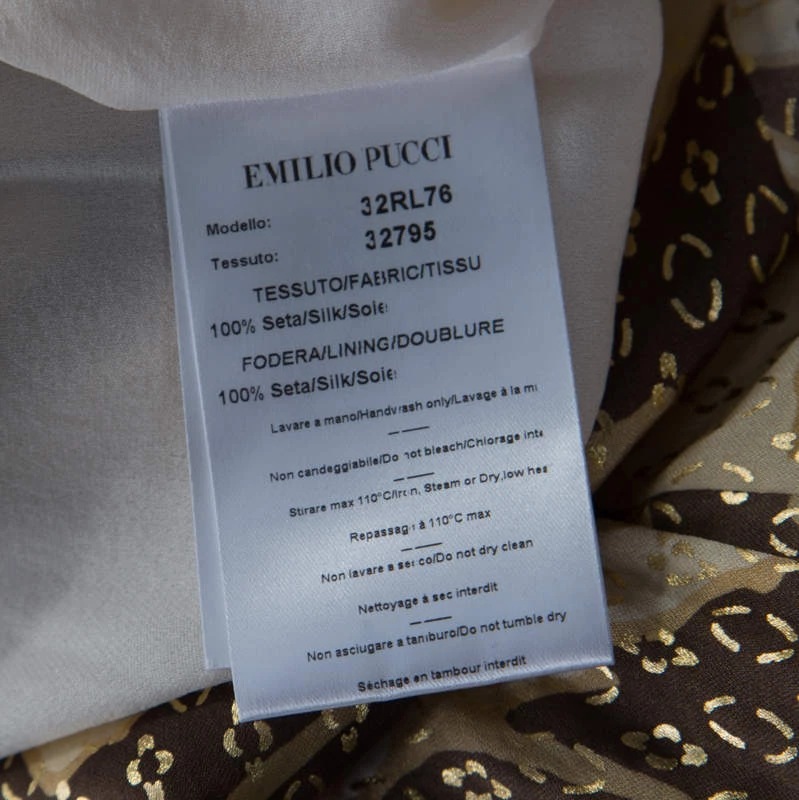 EMILIO PUCCI
Modello: 32RL76
Tessuto: 32795
TESSUTO/FABRIC/TISSU
100% Seta/Silk/Soie
FODERA/LINING/DOUBLURE
100% Seta/Silk/Soie
Lavare a mano/Handwash only/Lavage à la m
Non candeggiabile/Do not bleach/Chlorage inte
Stirare max 110°C/Iron, Steam or Dry,low hea
Repassag à 110°C max
Non lavare a secco/Do not dry clean
Nettoyage à sec interdit
Non asciugare a tamburo/Do not tumble dry
Séchage en tambour interdit